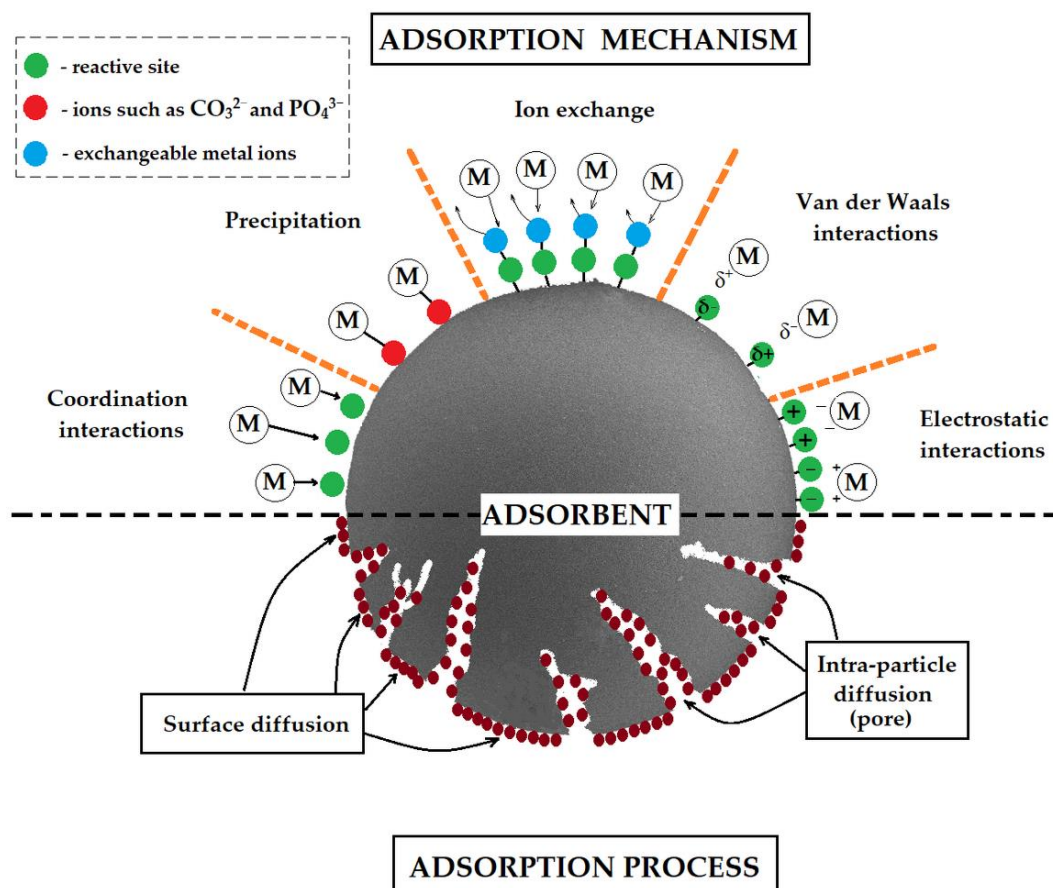 ADSORPTION MECHANISM
- reactive site
- ions such as CO₃²⁻ and PO₄³⁻
- exchangeable metal ions
Ion exchange
M
M
M
M
Precipitation
M
M
Van der Waals
interactions
δ⁺ M
δ-
δ⁻ M
δ+
Coordination
interactions
M
M
M
Electrostatic
interactions
+ − M
+ −
− + M
− +
ADSORBENT
Surface diffusion
Intra-particle
diffusion
(pore)
ADSORPTION PROCESS